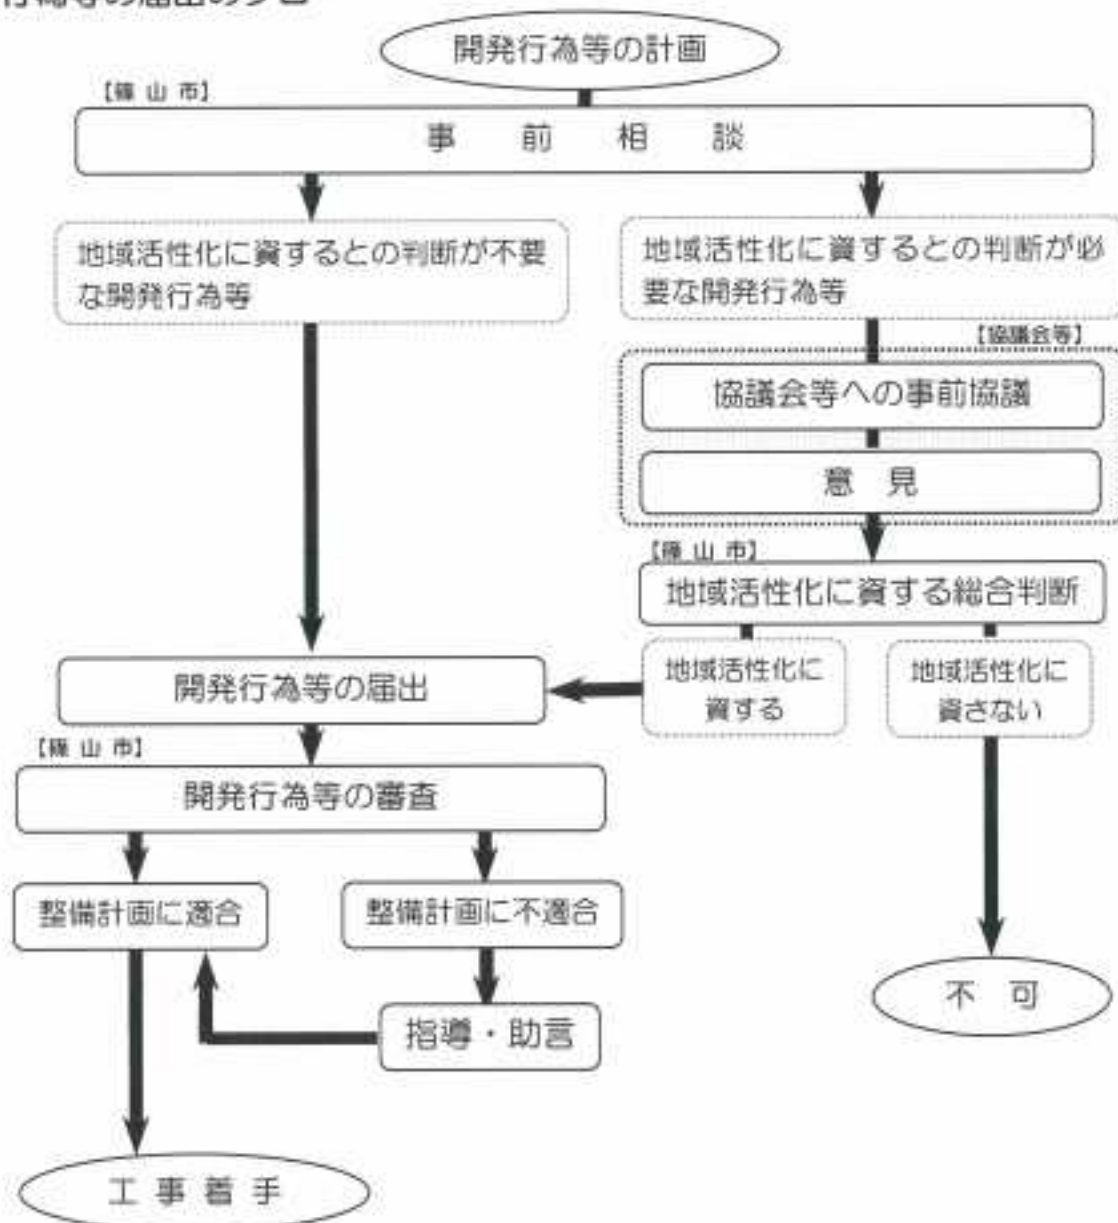 開発行為等の計画
【篠山市】
事前相談
地域活性化に資するとの判断が不要
な開発行為等
地域活性化に資するとの判断が必
要な開発行為等
【協議会等】
協議会等への事前協議
意見
【篠山市】
地域活性化に資する総合判断
地域活性化に
資する
地域活性化に
資さない
開発行為等の届出
【篠山市】
開発行為等の審査
整備計画に適合
整備計画に不適合
指導・助言
不可
工事着手